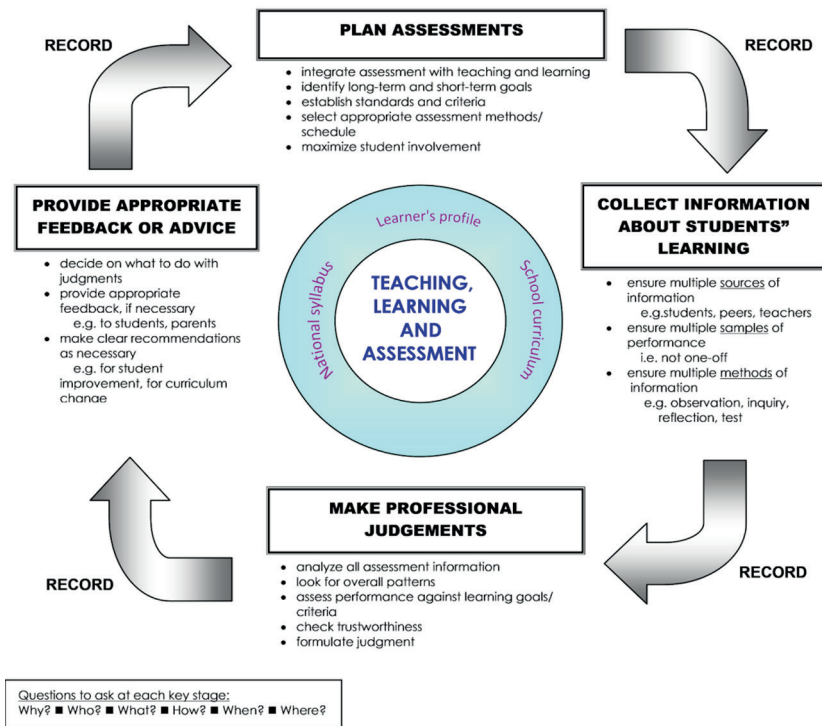 RECORD
PLAN ASSESSMENTS
RECORD
• integrate assessment with teaching and learning
• identify long-term and short-term goals
• establish standards and criteria
• select appropriate assessment methods/
schedule
• maximize student involvement
PROVIDE APPROPRIATE
FEEDBACK OR ADVICE
• decide on what to do with
judgments
• provide appropriate
feedback, if necessary
e.g. to students, parents
• make clear recommendations
as necessary
e.g. for student
improvement, for curriculum
change
Learner's profile
National syllabus
School curriculum
TEACHING,
LEARNING
AND
ASSESSMENT
COLLECT INFORMATION
ABOUT STUDENTS”
LEARNING
• ensure multiple sources of
information
e.g.students, peers, teachers
• ensure multiple samples of
performance
i.e. not one-off
• ensure multiple methods of
information
e.g. observation, inquiry,
reflection, test
MAKE PROFESSIONAL
JUDGEMENTS
• analyze all assessment information
• look for overall patterns
• assess performance against learning goals/
criteria
• check trustworthiness
• formulate judgment
RECORD
RECORD
Questions to ask at each key stage:
Why? ■ Who? ■ What? ■ How? ■ When? ■ Where?